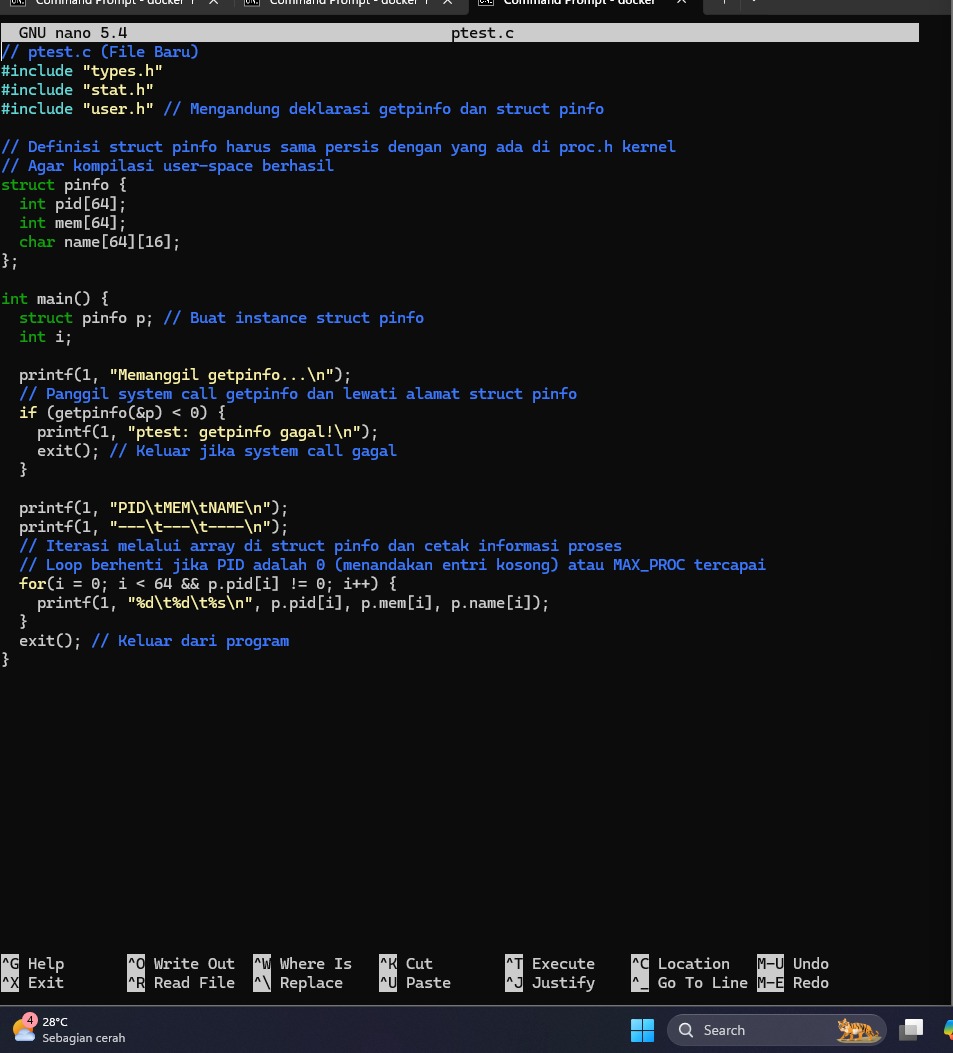 Command Prompt - docker r
Command Prompt - docker r
Command Prompt - docker
GNU nano 5.4 ptest.c
// ptest.c (File Baru)
#include "types.h"
#include "stat.h"
#include "user.h" // Mengandung deklarasi getpinfo dan struct pinfo
// Definisi struct pinfo harus sama persis dengan yang ada di proc.h kernel
// Agar kompilasi user-space berhasil
struct pinfo {
  int pid[64];
  int mem[64];
  char name[64][16];
};
int main() {
  struct pinfo p; // Buat instance struct pinfo
  int i;
  printf(1, "Memanggil getpinfo...\n");
  // Panggil system call getpinfo dan lewati alamat struct pinfo
  if (getpinfo(&p) < 0) {
    printf(1, "ptest: getpinfo gagal!\n");
    exit(); // Keluar jika system call gagal
  }
  printf(1, "PID\tMEM\tNAME\n");
  printf(1, "---\t---\t----\n");
  // Iterasi melalui array di struct pinfo dan cetak informasi proses
  // Loop berhenti jika PID adalah 0 (menandakan entri kosong) atau MAX_PROC tercapai
  for(i = 0; i < 64 && p.pid[i] != 0; i++) {
    printf(1, "%d\t%d\t%s\n", p.pid[i], p.mem[i], p.name[i]);
  }
  exit(); // Keluar dari program
}
^G Help ^O Write Out ^W Where Is ^K Cut ^T Execute ^C Location M-U Undo
^X Exit ^R Read File ^\ Replace ^U Paste ^J Justify ^_ Go To Line M-E Redo
4
28°C
Sebagian cerah
Search